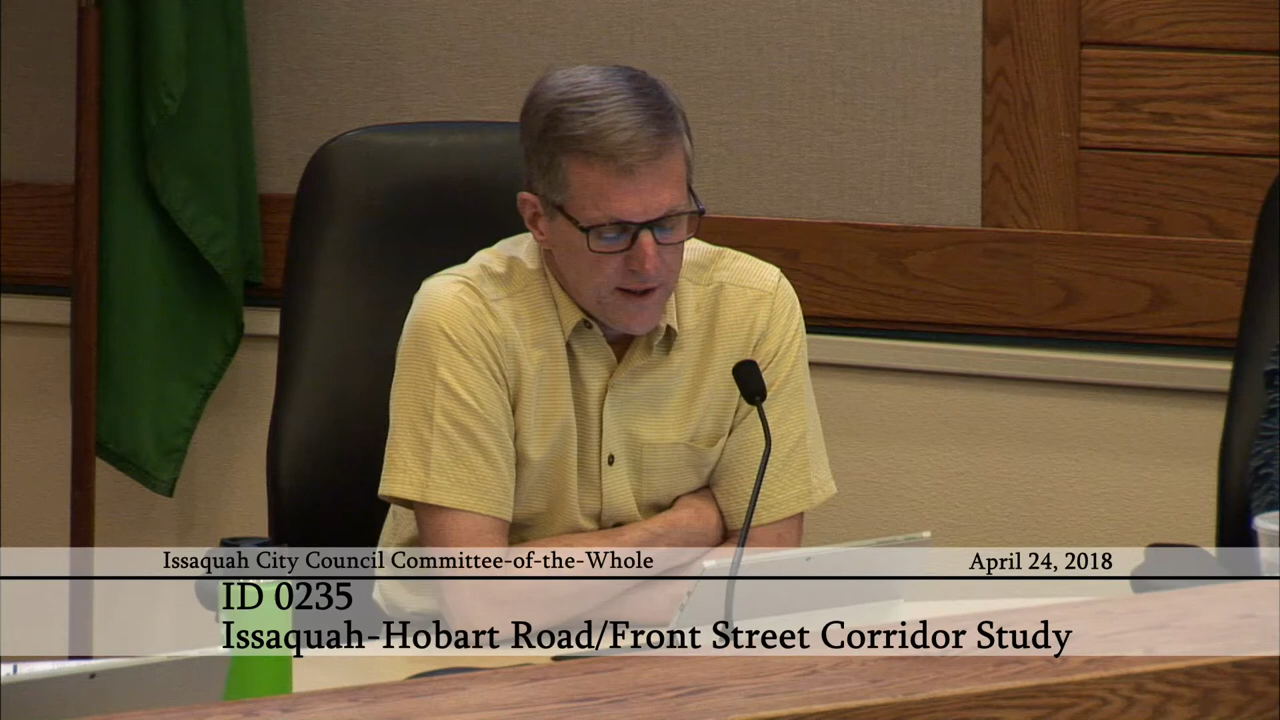 Issaquah City Council Committee-of-the-Whole April 24, 2018
ID 0235
Issaquah-Hobart Road/Front Street Corridor Study